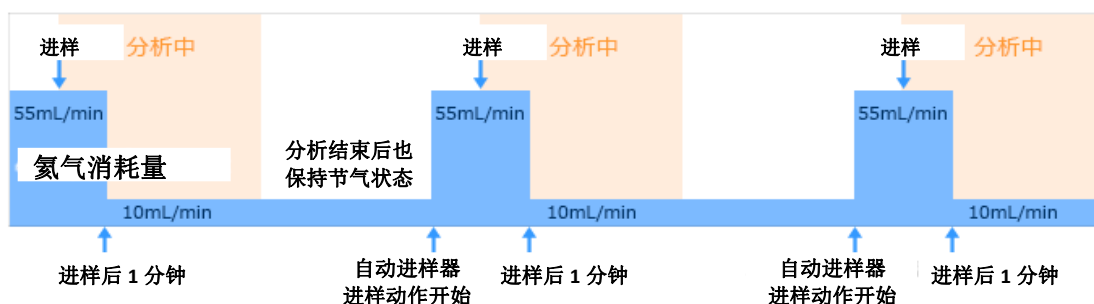 进样 分析中 进样 分析中 进样 分析中
55mL/min 55mL/min 55mL/min
氦气消耗量
分析结束后也
保持节气状态
10mL/min 10mL/min 10mL/min
进样后 1 分钟 自动进样器 进样后 1 分钟 自动进样器 进样后 1 分钟
进样动作开始 进样动作开始